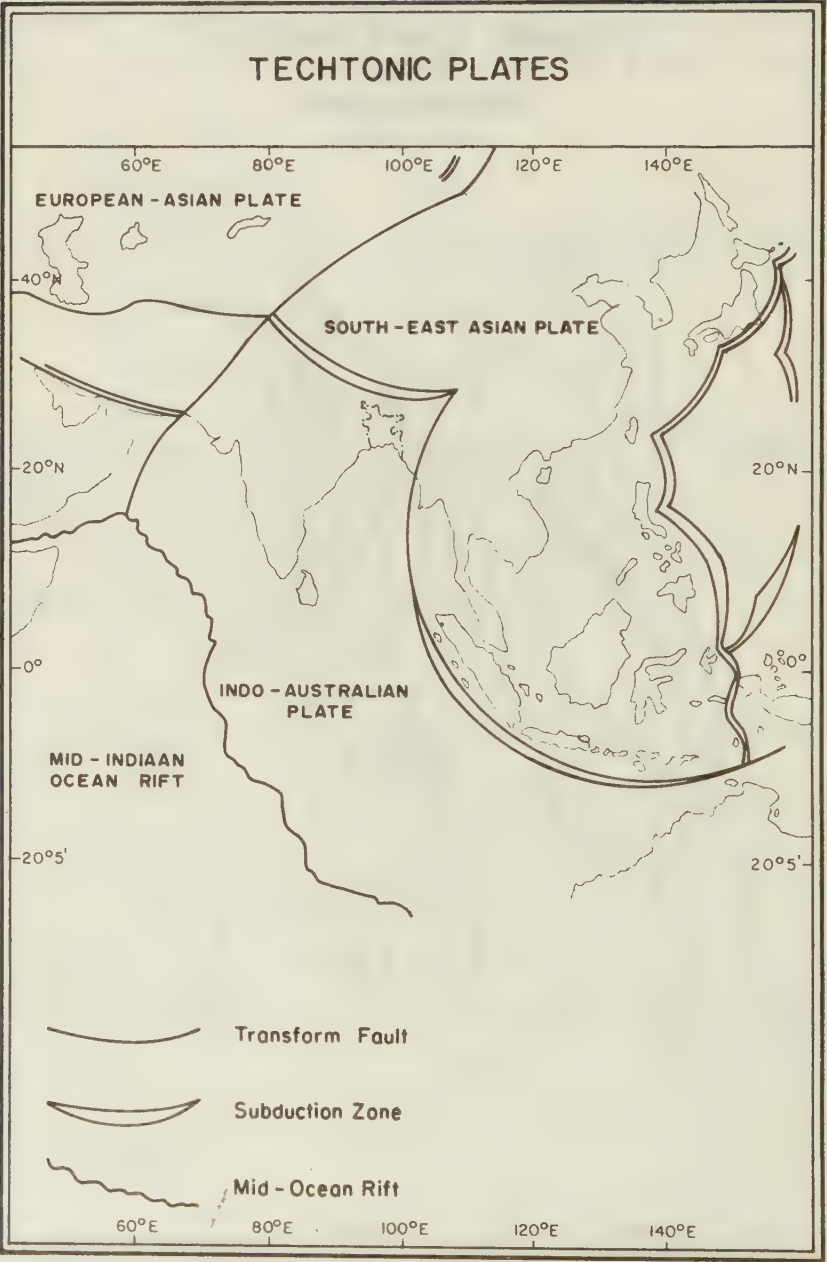 TECHTONIC PLATES
60°E 80°E 100°E 120°E 140°E
EUROPEAN - ASIAN PLATE
40°N
SOUTH - EAST ASIAN PLATE
20°N 20°N
0° 0°
INDO - AUSTRALIAN
PLATE
MID - INDIAAN
OCEAN RIFT
20°5' 20°5'
Transform Fault
Subduction Zone
Mid - Ocean Rift
60°E 80°E 100°E 120°E 140°E